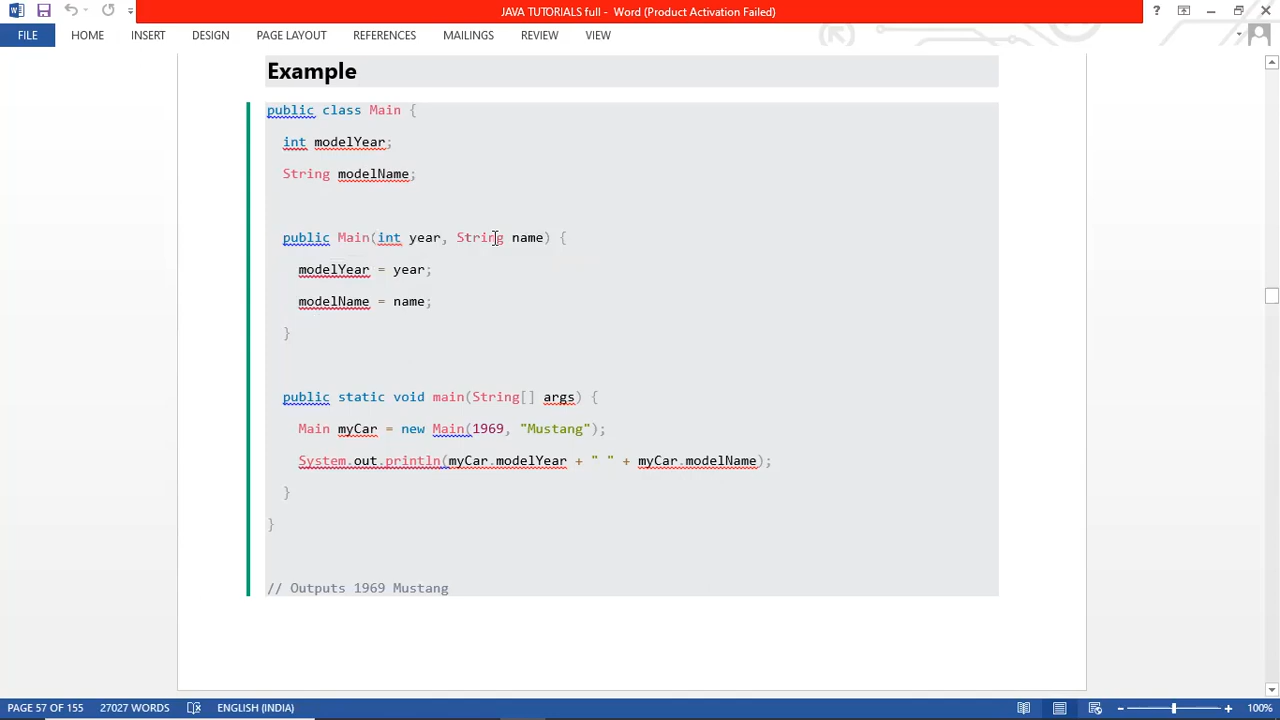 JAVA TUTORIALS full - Word (Product Activation Failed)
FILE HOME INSERT DESIGN PAGE LAYOUT REFERENCES MAILINGS REVIEW VIEW
Example
public class Main {
int modelYear;
String modelName;
public Main(int year, String name) {
modelYear = year;
modelName = name;
}
public static void main(String[] args) {
Main myCar = new Main(1969, "Mustang");
System.out.println(myCar.modelYear + " " + myCar.modelName);
}
}
// Outputs 1969 Mustang
PAGE 57 OF 155 27027 WORDS ENGLISH (INDIA) 100%